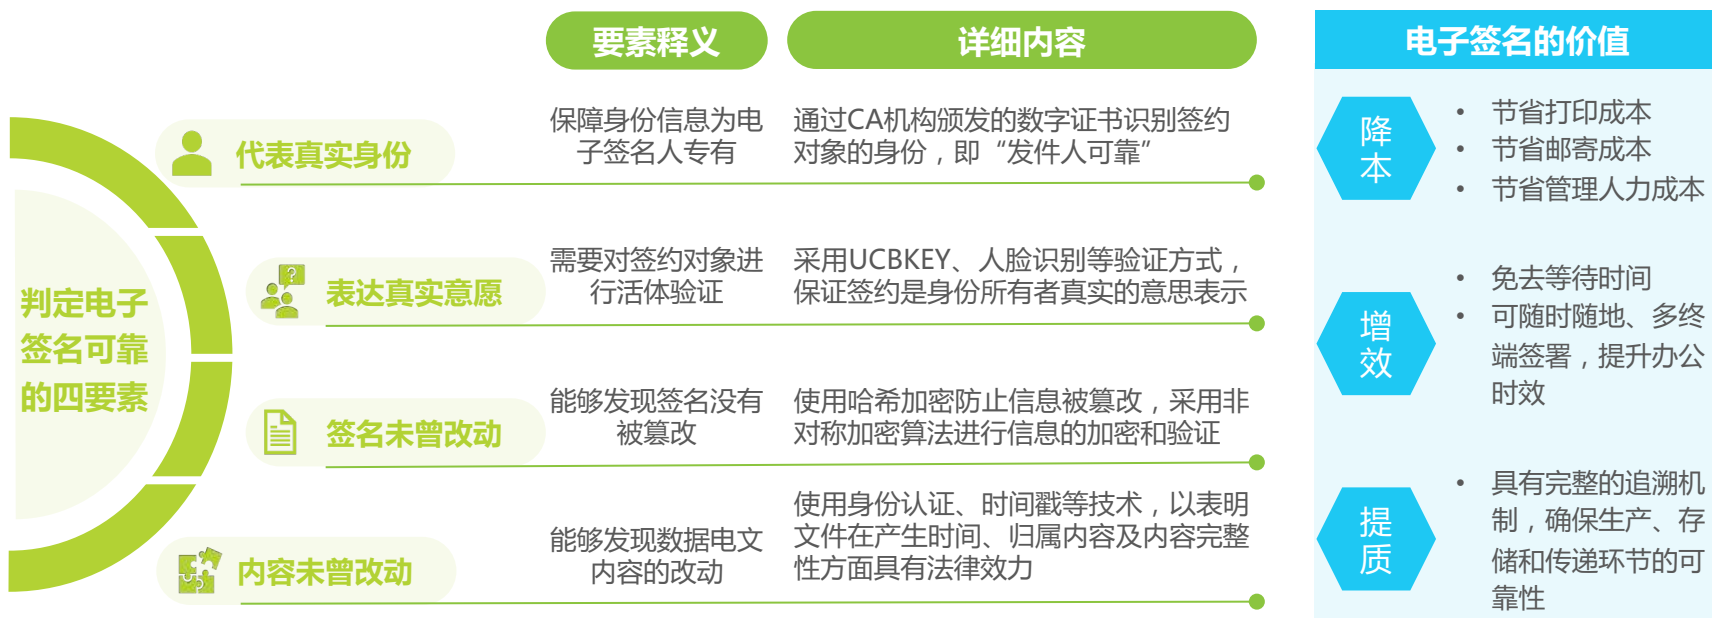 要素释义
详细内容
电子签名的价值
判定电子
签名可靠
的四要素
代表真实身份
保障身份信息为电
子签名人专有
通过CA机构颁发的数字证书识别签约
对象的身份，即“发件人可靠”
表达真实意愿
需要对签约对象进
行活体验证
采用UCBKEY、人脸识别等验证方式，
保证签约是身份所有者真实的意思表示
签名未曾改动
能够发现签名没有
被篡改
使用哈希加密防止信息被篡改，采用非
对称加密算法进行信息的加密和验证
内容未曾改动
能够发现数据电文
内容的改动
使用身份认证、时间戳等技术，以表明
文件在产生时间、归属内容及内容完整
性方面具有法律效力
降
本
• 节省打印成本
• 节省邮寄成本
• 节省管理人力成本
增
效
• 免去等待时间
• 可随时随地、多终
端签署，提升办公
时效
提
质
• 具有完整的追溯机
制，确保生产、存
储和传递环节的可
靠性